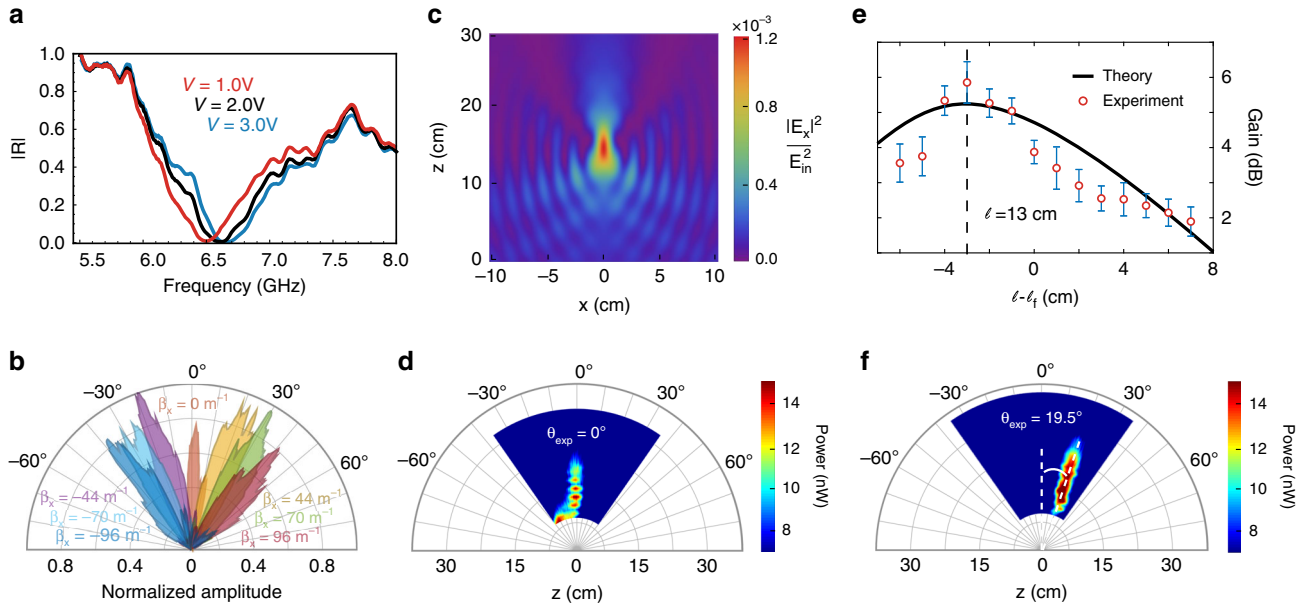 a
1.0
0.8
0.6
0.4
0.2
0.0
|R|
V = 1.0V
V = 2.0V
V = 3.0V
5.5 6.0 6.5 7.0 7.5 8.0
Frequency (GHz)
c
30
20
10
0
z (cm)
−10 −5 0 5 10
x (cm)
×10⁻³
1.2
0.8
0.4
0.0
|Eₓ|²
E²ᵢₙ
e
Theory
Experiment
ℓ =13 cm
6
4
2
Gain (dB)
−4 0 4 8
ℓ-ℓf (cm)
b
0°
−30° 30°
−60° 60°
βₓ = 0 m⁻¹
βₓ = −44 m⁻¹
βₓ = −70 m⁻¹
βₓ = −96 m⁻¹
βₓ = 44 m⁻¹
βₓ = 70 m⁻¹
βₓ = 96 m⁻¹
0.8 0.4 0 0.4 0.8
Normalized amplitude
d
0°
−30° 30°
−60° 60°
θexp = 0°
30 15 0 15 30
z (cm)
14
12
10
8
Power (nW)
f
0°
−30° 30°
−60° 60°
θexp = 19.5°
30 15 0 15 30
z (cm)
14
12
10
8
Power (nW)